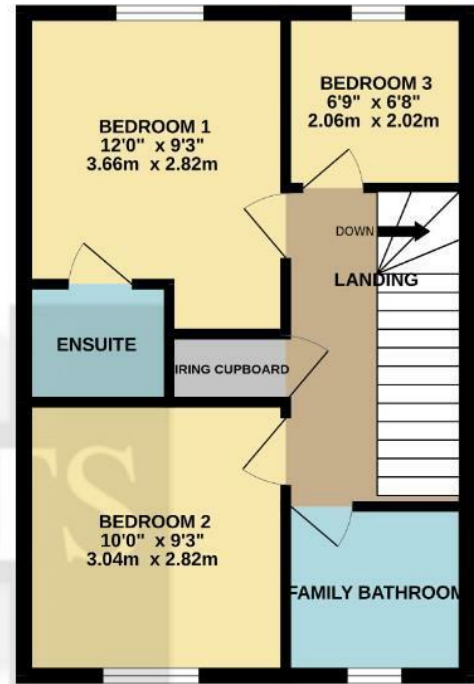 BEDROOM 1
12'0" x 9'3"
3.66m x 2.82m
BEDROOM 3
6'9" x 6'8"
2.06m x 2.02m
DOWN
LANDING
ENSUITE
IRING CUPBOARD
BEDROOM 2
10'0" x 9'3"
3.04m x 2.82m
FAMILY BATHROOM